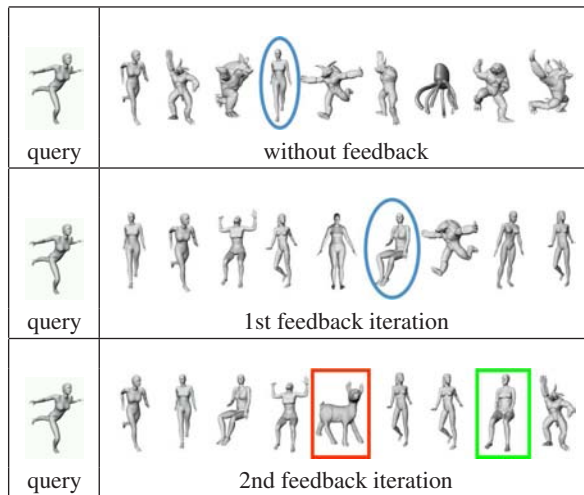 query
without feedback
query
1st feedback iteration
query
2nd feedback iteration